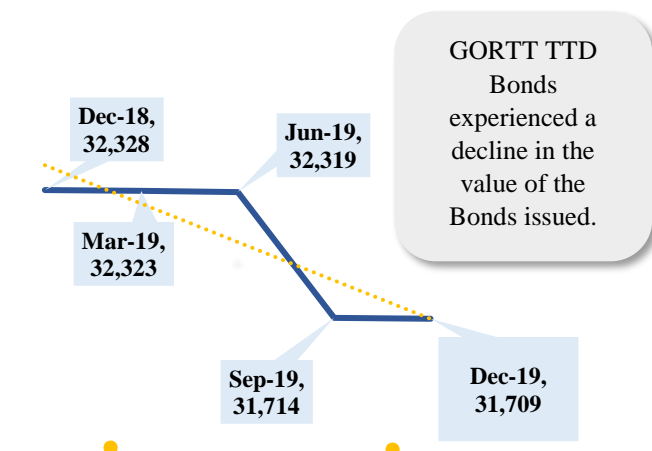 GORTT TTD
Bonds
experienced a
decline in the
value of the
Bonds issued.
Dec-18,
32,328
Jun-19,
32,319
Mar-19,
32,323
Sep-19,
31,714
Dec-19,
31,709